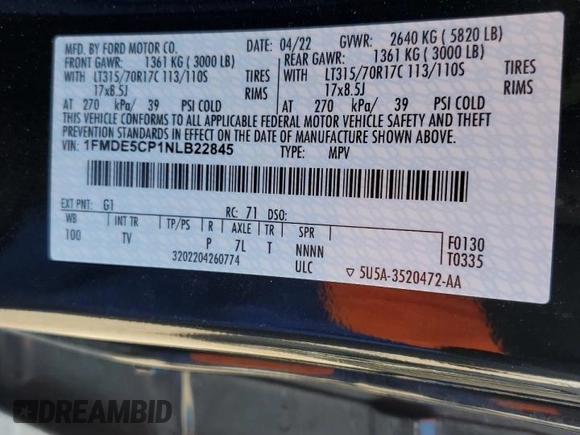 MFD. BY FORD MOTOR CO. DATE: 04/22 GVWR: 2640 KG ( 5820 LB)
FRONT GAWR: 1361 KG ( 3000 LB) REAR GAWR: 1361 KG ( 3000 LB)
WITH LT315/70R17C 113/110S TIRES WITH LT315/70R17C 113/110S TIRES
17x8.5J RIMS 17x8.5J RIMS
AT 270 kPa/ 39 PSI COLD AT 270 kPa/ 39 PSI COLD
THIS VEHICLE CONFORMS TO ALL APPLICABLE FEDERAL MOTOR VEHICLE SAFETY AND THEFT
PREVENTION STANDARDS IN EFFECT ON THE DATE OF MANUFACTURE SHOWN ABOVE.
VIN: 1FMDE5CP1NLB22845 TYPE: MPV
EXT PNT: G1 RC: 71 DSO:
WB INT TR TP/PS R AXLE TR SPR F0130
100 TV P 7L T NNNN T0335
3202204260774 ULC ▽ 5U5A-3520472-AA
DREAMBID